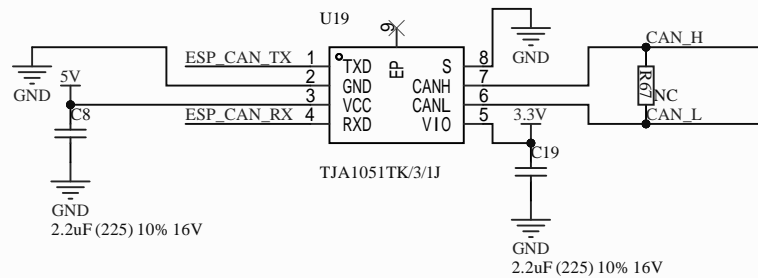 U19
9
EP
ESP_CAN_TX
1
TXD
S
8
GND
CAN_H
2
GND
CANH
7
GND
5V
3
VCC
CANL
6
R67
NC
C8
ESP_CAN_RX
4
RXD
VIO
5
3.3V
CAN_L
C19
TJA1051TK/3/1J
GND
2.2uF (225) 10% 16V
GND
2.2uF (225) 10% 16V